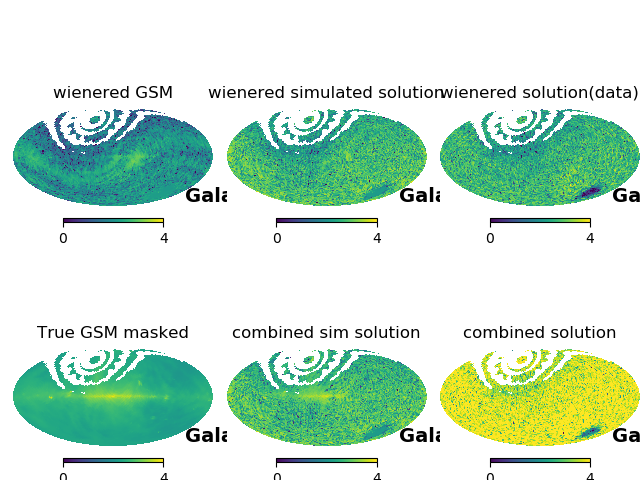 wienered GSM
wienered simulated solution
wienered solution(data)
Gala
Gala
Ga
0 4
0 4
0 4
True GSM masked
combined sim solution
combined solution
Gala
Gala
Ga
0 4
0 4
0 4